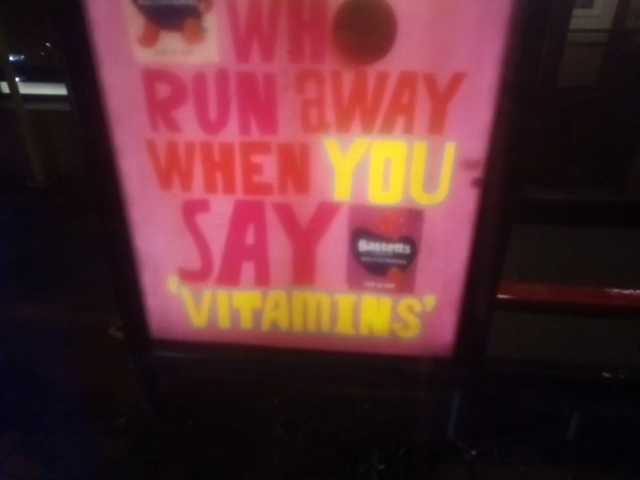 WHO
RUN aWAY
WHEN YOU
SAY
Bassetts
'VITAMINS'